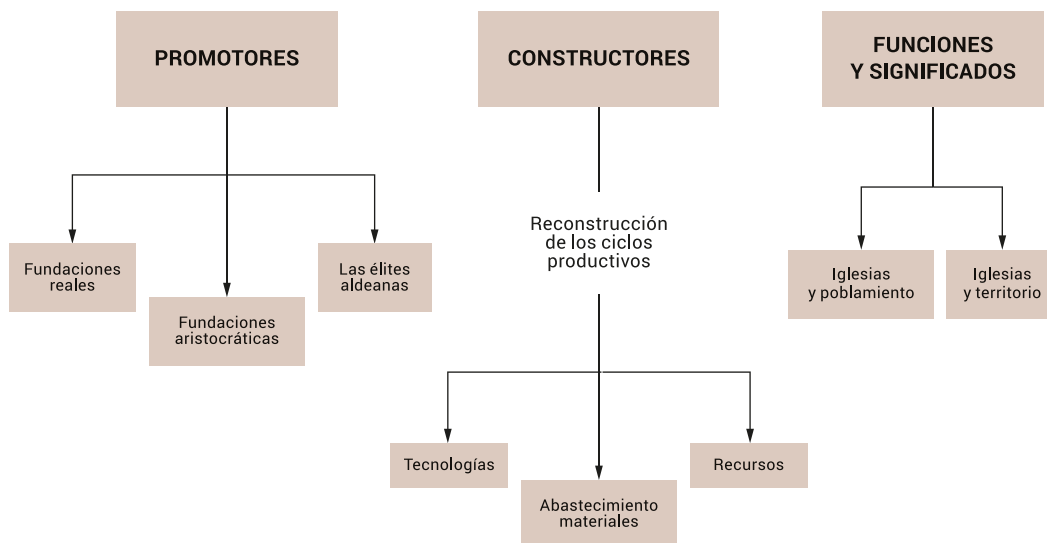 PROMOTORES
CONSTRUCTORES
FUNCIONES
Y SIGNIFICADOS
Fundaciones
reales
Fundaciones
aristocráticas
Las élites
aldeanas
Reconstrucción
de los ciclos
productivos
Tecnologías
Abastecimiento
materiales
Recursos
Iglesias
y poblamiento
Iglesias
y territorio